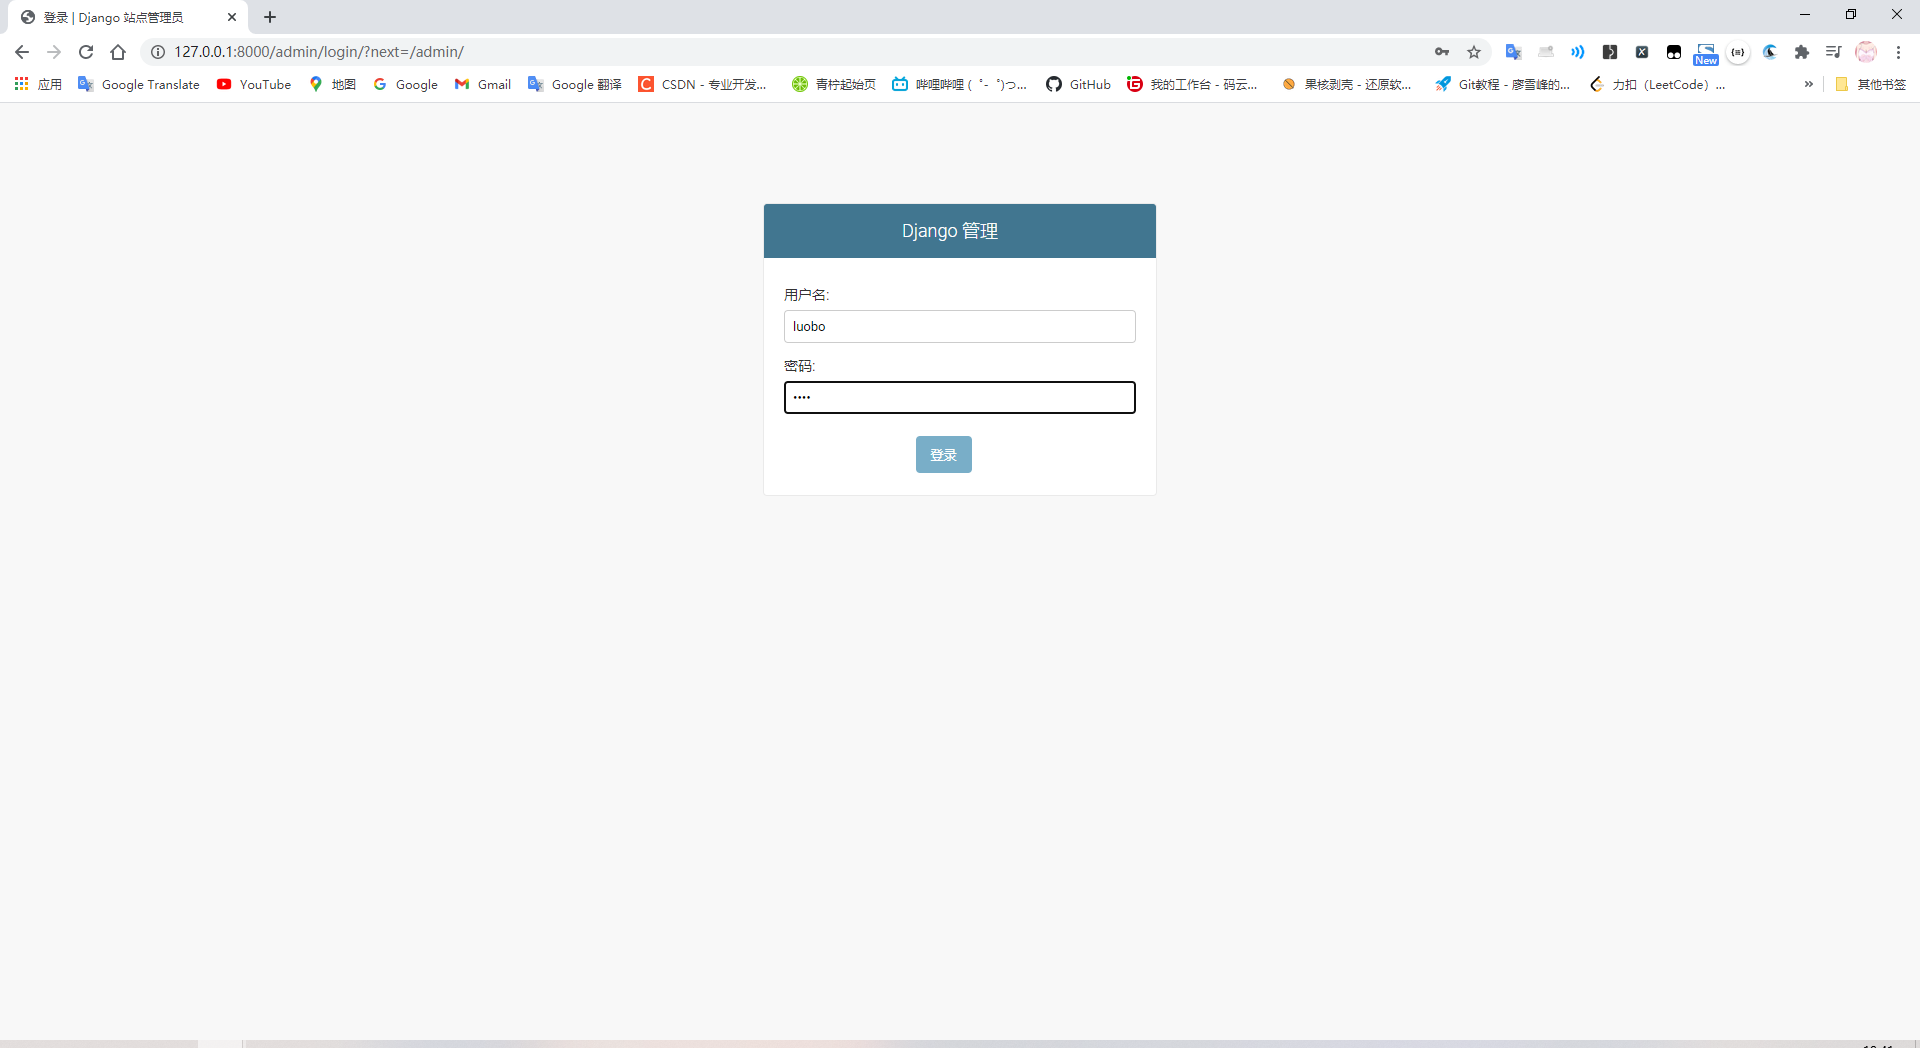 登录 | Django 站点管理员
127.0.0.1:8000/admin/login/?next=/admin/
New
应用 Google Translate YouTube 地图 Google Gmail Google 翻译 CSDN - 专业开发... 青柠起始页 哔哩哔哩 ( ゜- ゜)つ... GitHub 我的工作台 - 码云... 果核剥壳 - 还原软... Git教程 - 廖雪峰的... 力扣（LeetCode）... » 其他书签
Django 管理
用户名:
luobo
密码:
••••
登录